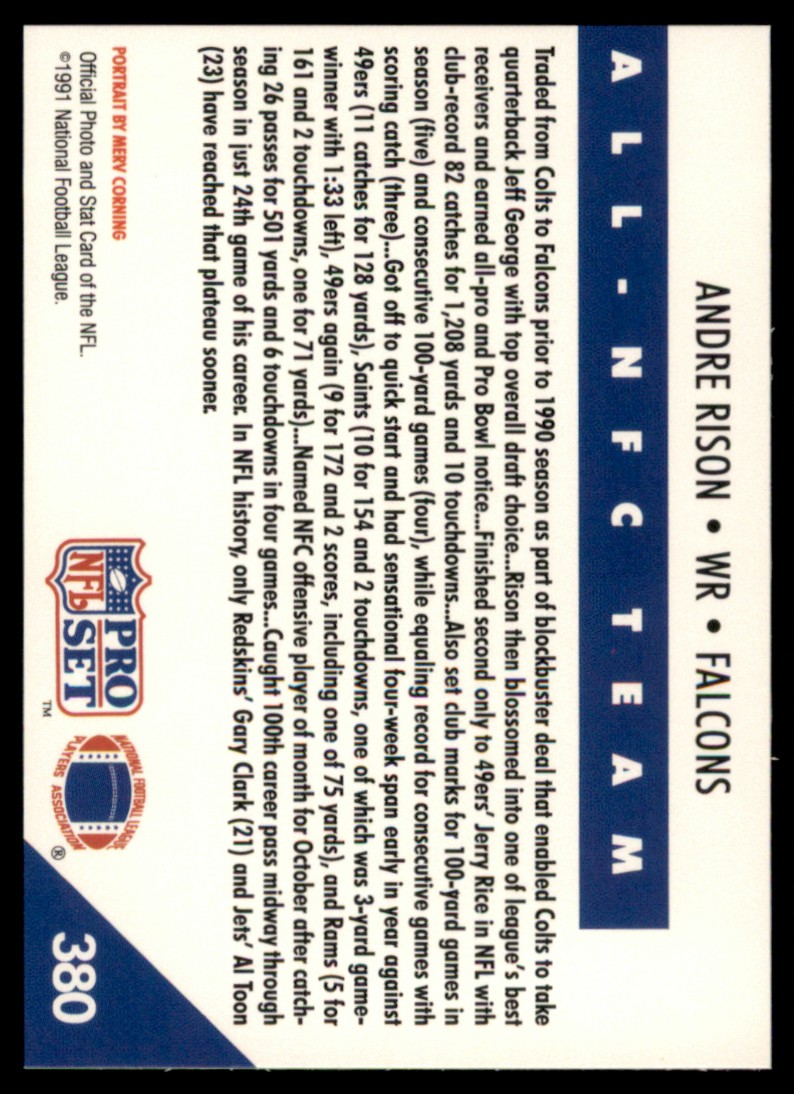 ANDRE RISON • WR • FALCONS
ALL-NFC TEAM
Traded from Colts to Falcons prior to 1990 season as part of blockbuster deal that enabled Colts to take
quarterback Jeff George with top overall draft choice...Rison then blossomed into one of league's best
receivers and earned all-pro and Pro Bowl notice...Finished second only to 49ers' Jerry Rice in NFL with
club-record 82 catches for 1,208 yards and 10 touchdowns...Also set club marks for 100-yard games in
season (five) and consecutive 100-yard games (four), while equaling record for consecutive games with
scoring catch (three)...Got off to quick start and had sensational four-week span early in year against
49ers (11 catches for 128 yards), Saints (10 for 154 and 2 touchdowns, one of which was 3-yard game-
winner with 1:33 left), 49ers again (9 for 172 and 2 scores, including one of 75 yards), and Rams (5 for
161 and 2 touchdowns, one for 71 yards)...Named NFC offensive player of month for October after catch-
ing 26 passes for 501 yards and 6 touchdowns in four games...Caught 100th career pass midway through
season in just 24th game of his career. In NFL history, only Redskins' Gary Clark (21) and Jets' Al Toon
(23) have reached that plateau sooner.
PORTRAIT BY MERV CORNING
Official Photo and Stat Card of the NFL.
©1991 National Football League.
NFL PRO SET ™
NATIONAL FOOTBALL LEAGUE
PLAYERS ASSOCIATION ®
380